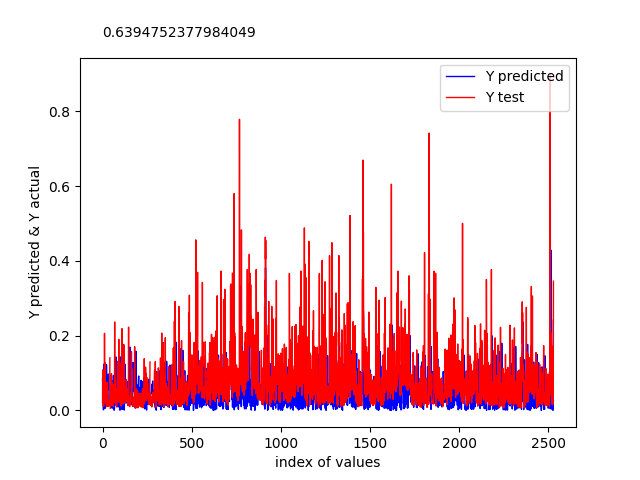 0.6394752377984049
Y predicted
Y test
0.8
0.6
0.4
0.2
0.0
Y predicted & Y actual
0 500 1000 1500 2000 2500
index of values